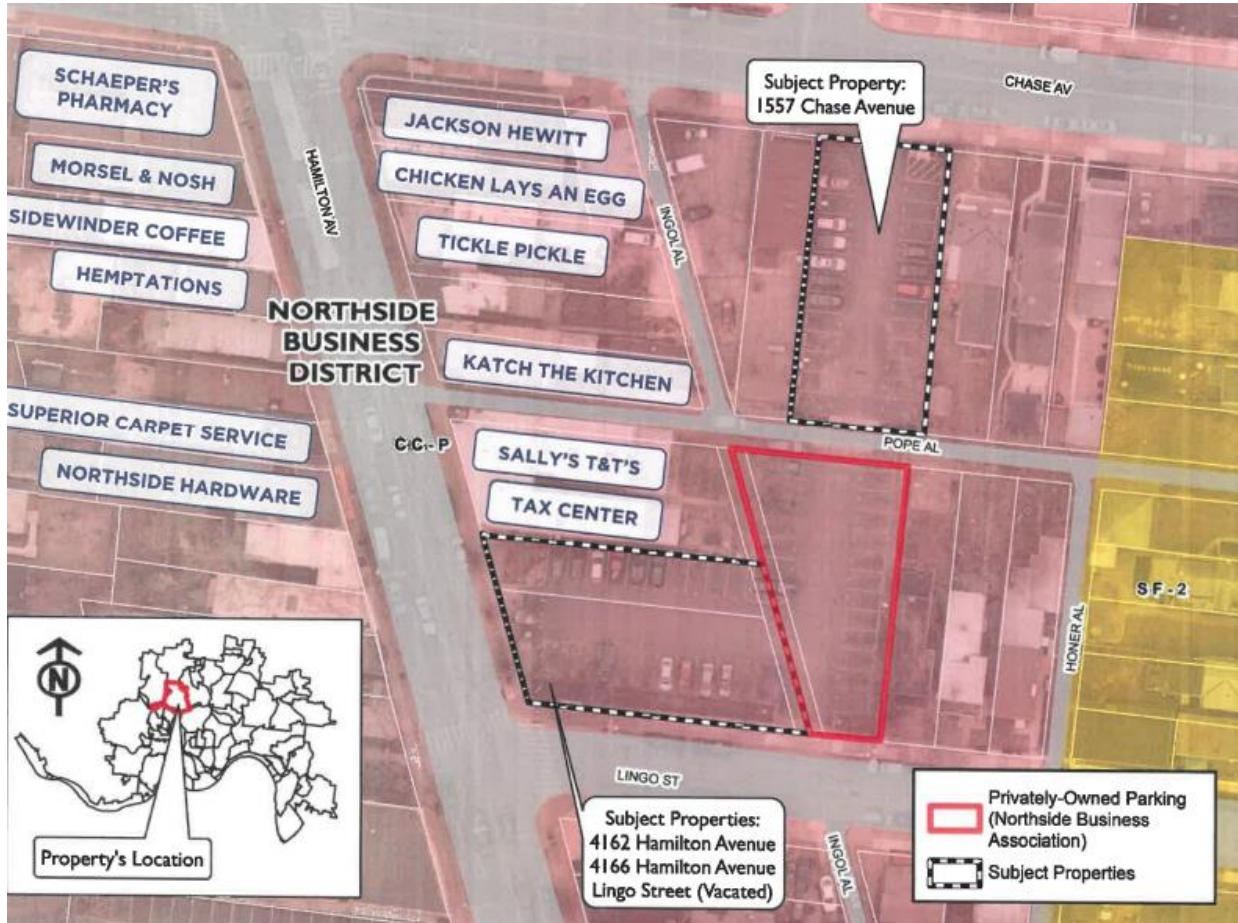 SCHAEPER'S
PHARMACY
MORSEL & NOSH
SIDEWINDER COFFEE
HEMPTATIONS
HAMILTON AV
JACKSON HEWITT
CHICKEN LAYS AN EGG
TICKLE PICKLE
INGOL AL
Subject Property:
1557 Chase Avenue
CHASE AV
NORTHSIDE
BUSINESS
DISTRICT
KATCH THE KITCHEN
SUPERIOR CARPET SERVICE
NORTHSIDE HARDWARE
CC-P
SALLY'S T&T'S
TAX CENTER
POPE AL
HONER AL
SF-2
N
Property's Location
LINGO ST
INGOL AL
Subject Properties:
4162 Hamilton Avenue
4166 Hamilton Avenue
Lingo Street (Vacated)
Privately-Owned Parking
(Northside Business
Association)
Subject Properties